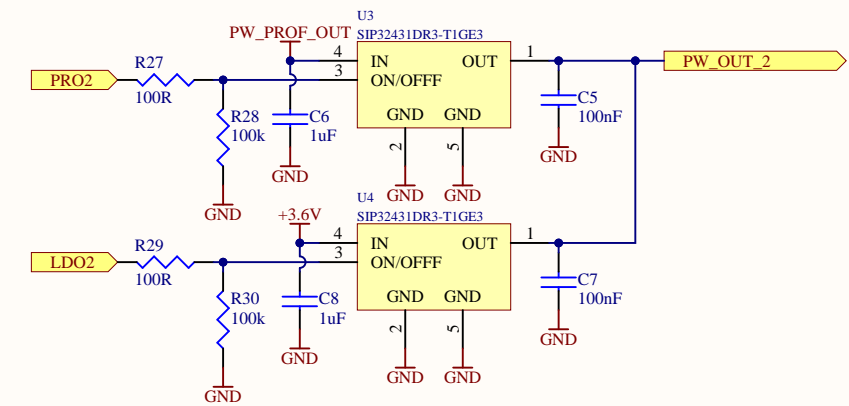 U3
PW_PROF_OUT SIP32431DR3-T1GE3
R27 4 IN OUT 1 PW_OUT_2
PRO2 3 ON/OFFF
100R C5
R28 C6 GND GND 100nF
100k 1uF
2 5 GND
GND
GND GND GND
U4
+3.6V SIP32431DR3-T1GE3
R29 4 IN OUT 1
LDO2 3 ON/OFFF
100R C7
R30 C8 GND GND 100nF
100k 1uF
2 5 GND
GND
GND GND GND